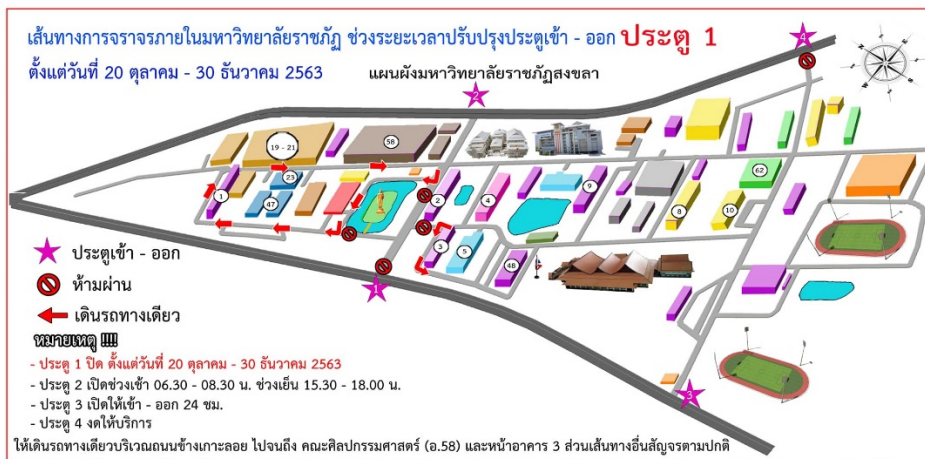 เส้นทางการจราจรภายในมหาวิทยาลัยราชภัฏ ช่วงระยะเวลาปรับปรุงประตูเข้า - ออก ประตู 1
ตั้งแต่วันที่ 20 ตุลาคม - 30 ธันวาคม 2563
แผนผังมหาวิทยาลัยราชภัฏสงขลา
4
2
19 - 21
58
23
62
1
47
2
4
9
8
10
3
5
48
1
3
ประตูเข้า - ออก
ห้ามผ่าน
เดินรถทางเดียว
หมายเหตุ !!!!
- ประตู 1 ปิด ตั้งแต่วันที่ 20 ตุลาคม - 30 ธันวาคม 2563
- ประตู 2 เปิดช่วงเช้า 06.30 - 08.30 น. ช่วงเย็น 15.30 - 18.00 น.
- ประตู 3 เปิดให้เข้า - ออก 24 ชม.
- ประตู 4 งดให้บริการ
ให้เดินรถทางเดียวบริเวณถนนข้างเกาะลอย ไปจนถึง คณะศิลปกรรมศาสตร์ (อ.58) และหน้าอาคาร 3 ส่วนเส้นทางอื่นสัญจรตามปกติ